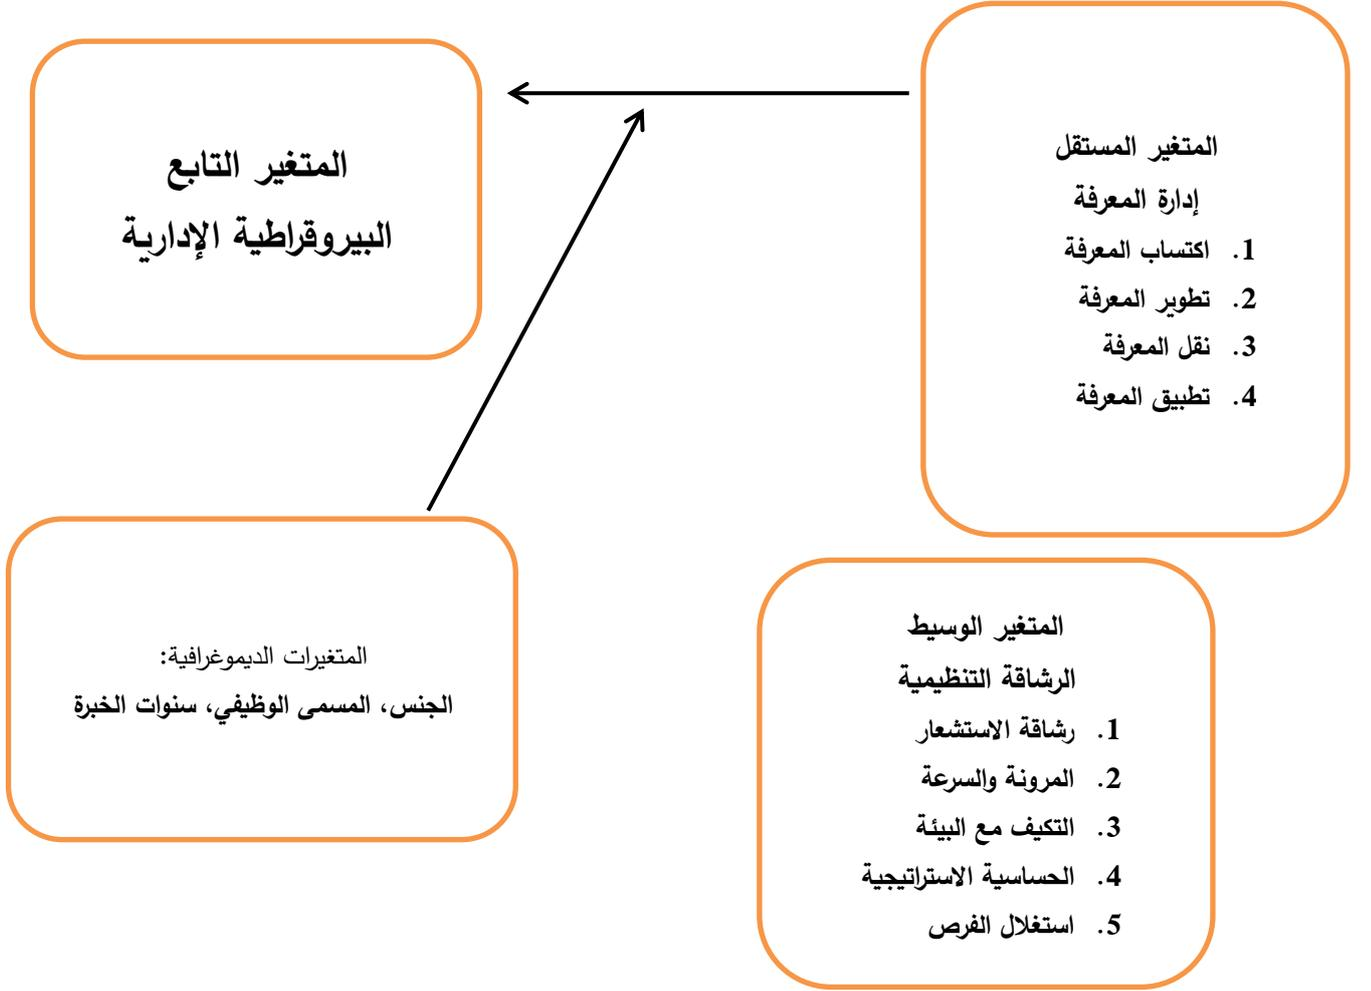 المتغير المستقل
إدارة المعرفة
1. اكتساب المعرفة
2. تطوير المعرفة
3. نقل المعرفة
4. تطبيق المعرفة
المتغير التابع
البيروقراطية الإدارية
المتغير الوسيط
الرشاقة التنظيمية
1. رشاقة الاستشعار
2. المرونة والسرعة
3. التكيف مع البيئة
4. الحساسية الاستراتيجية
5. استغلال الفرص
المتغيرات الديموغرافية:
الجنس، المسمى الوظيفي، سنوات الخبرة